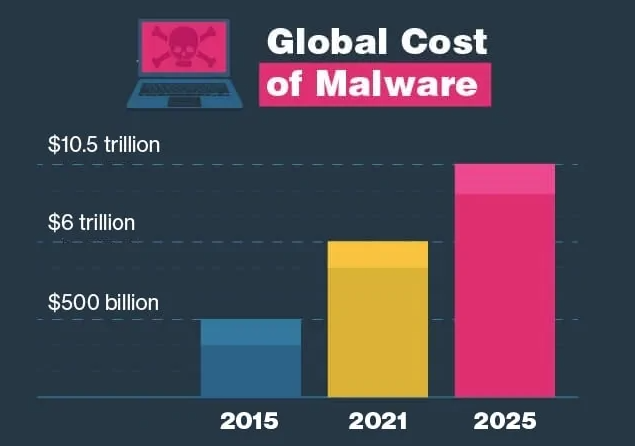 Global Cost
of Malware
$10.5 trillion
$6 trillion
$500 billion
2015 2021 2025